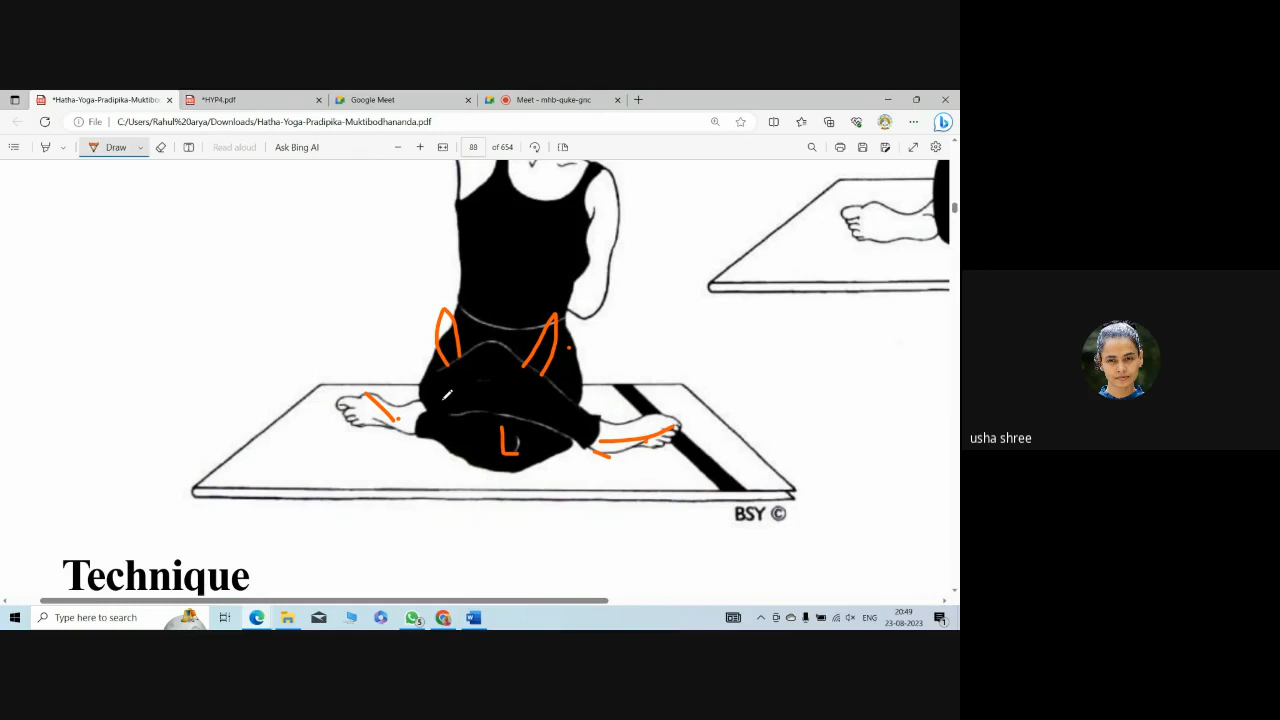 *Hatha-Yoga-Pradipika-Muktibo
*HYP4.pdf
Google Meet
Meet - mhb-quke-gnc
File
C:/Users/Rahul%20arya/Downloads/Hatha-Yoga-Pradipika-Muktibodhananda.pdf
Draw
Read aloud
Ask Bing AI
88
of 654
L
usha shree
BSY ©
Technique
Type here to search
5
ENG
20:49
23-08-2023
1